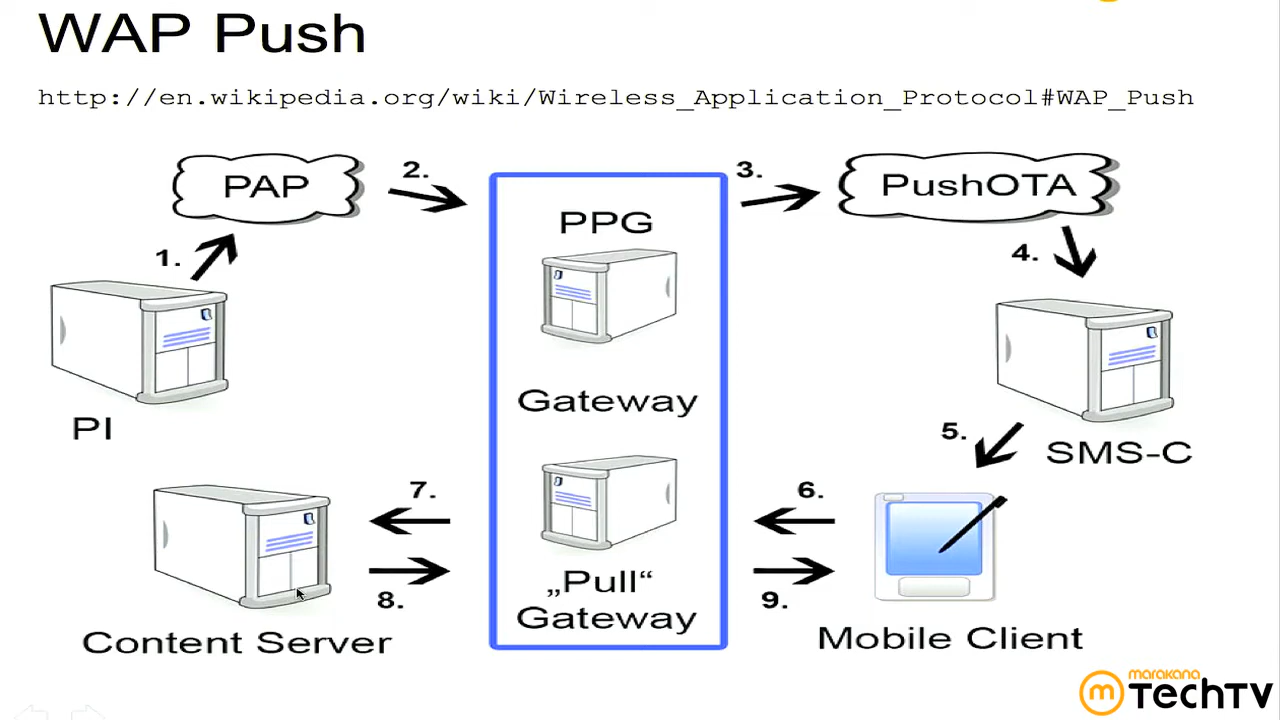 WAP Push
http://en.wikipedia.org/wiki/Wireless_Application_Protocol#WAP_Push
PAP
2.
3.
PushOTA
1.
PPG
4.
Gateway
PI
5.
SMS-C
7.
6.
„Pull“
Gateway
8.
9.
Content Server
Mobile Client
marakana
m TechTV